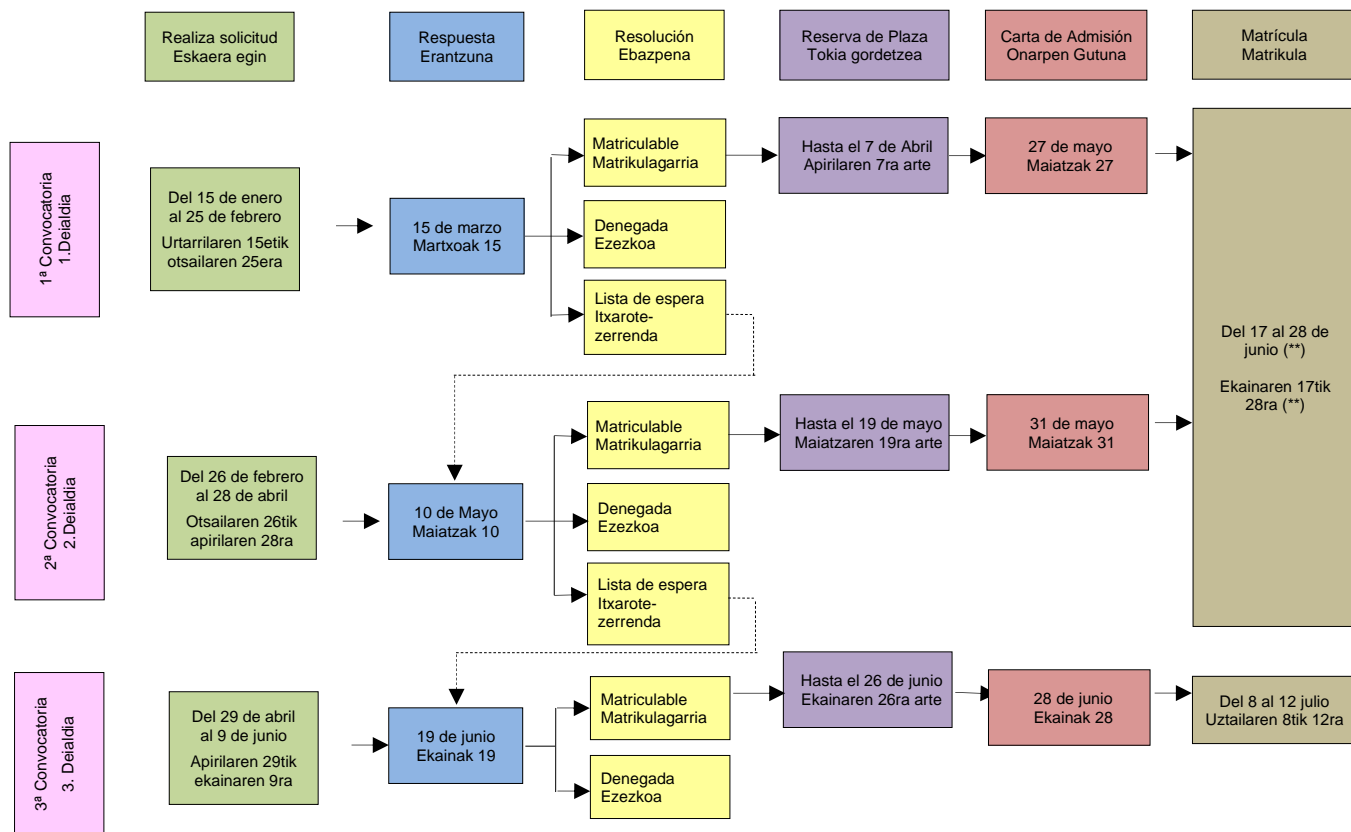 Realiza solicitud
Eskaera egin
Respuesta
Erantzuna
Resolución
Ebazpena
Reserva de Plaza
Tokia gordetzea
Carta de Admisión
Onarpen Gutuna
Matrícula
Matrikula
1ª Convocatoria
1.Deialdia
Del 15 de enero
al 25 de febrero
Urtarrilaren 15etik
otsailaren 25era
15 de marzo
Martxoak 15
Matriculable
Matrikulagarria
Denegada
Ezezkoa
Lista de espera
Itxarote-
zerrenda
Hasta el 7 de Abril
Apirilaren 7ra arte
27 de mayo
Maiatzak 27
Del 17 al 28 de
junio (**)
Ekainaren 17tik
28ra (**)
2ª Convocatoria
2.Deialdia
Del 26 de febrero
al 28 de abril
Otsailaren 26tik
apirilaren 28ra
10 de Mayo
Maiatzak 10
Matriculable
Matrikulagarria
Denegada
Ezezkoa
Lista de espera
Itxarote-
zerrenda
Hasta el 19 de mayo
Maiatzaren 19ra arte
31 de mayo
Maiatzak 31
3ª Convocatoria
3. Deialdia
Del 29 de abril
al 9 de junio
Apirilaren 29tik
ekainaren 9ra
19 de junio
Ekainak 19
Matriculable
Matrikulagarria
Denegada
Ezezkoa
Hasta el 26 de junio
Ekainaren 26ra arte
28 de junio
Ekainak 28
Del 8 al 12 julio
Uztailaren 8tik 12ra